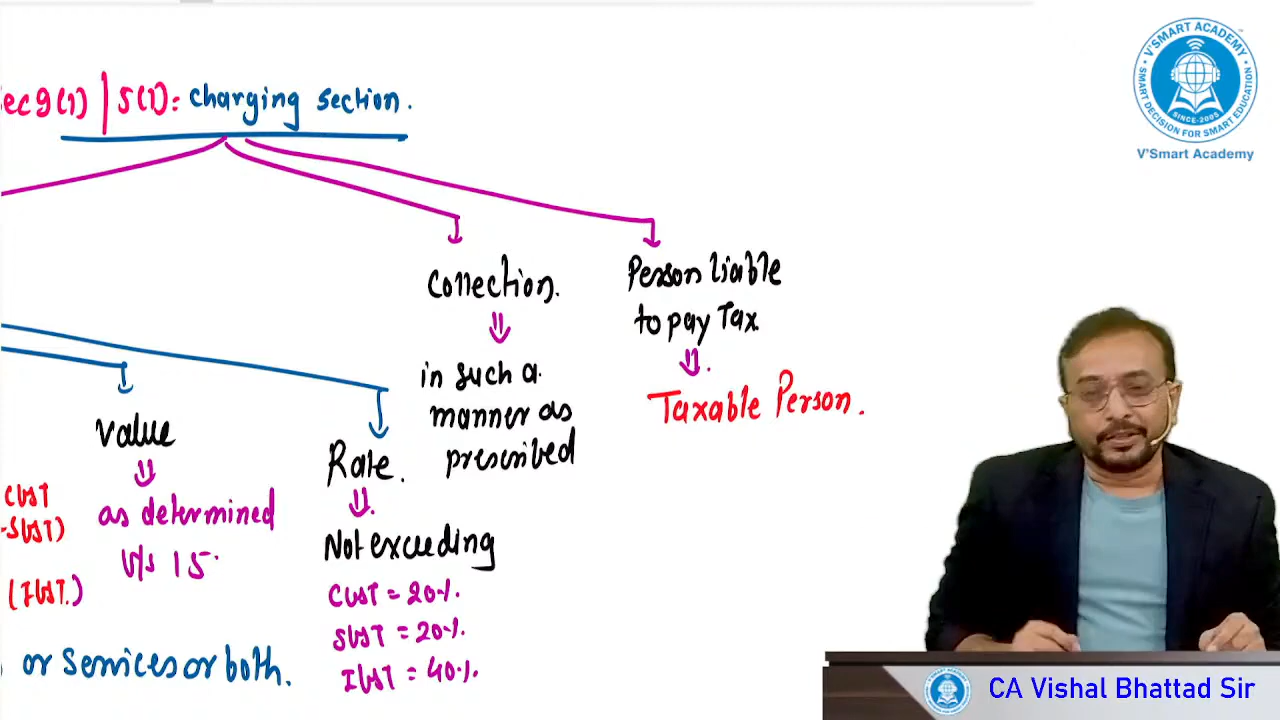 ec 9(1) | 5(1): charging section.
Collection.
in such a
manner as
prescribed
Person liable
to pay Tax
Taxable Person.
value
as determined
U/s 15.
Rate.
Not exceeding
CGST = 20%.
SGST = 20%.
IGST = 40%.
CGST
-SGST)
(IGST.)
or services or both.
V'SMART ACADEMY
SMART DECISION FOR SMART EDUCATION
SINCE-2005
V'Smart Academy
CA Vishal Bhattad Sir